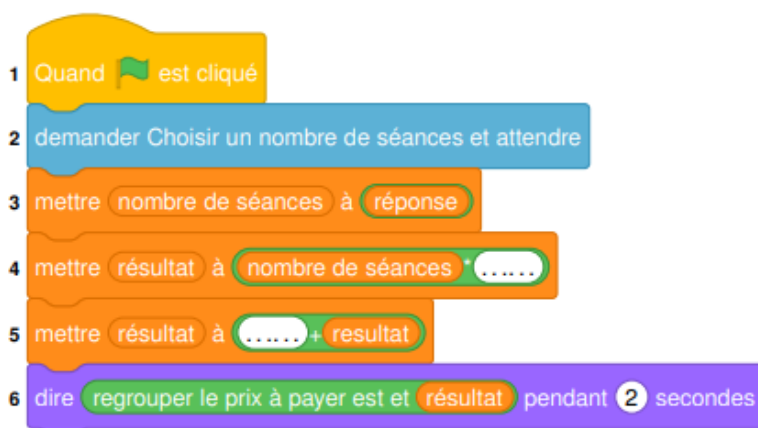 1 Quand est cliqué
2 demander Choisir un nombre de séances et attendre
3 mettre nombre de séances à réponse
4 mettre résultat à nombre de séances * ......
5 mettre résultat à ...... + resultat
6 dire regrouper le prix à payer est et résultat pendant 2 secondes